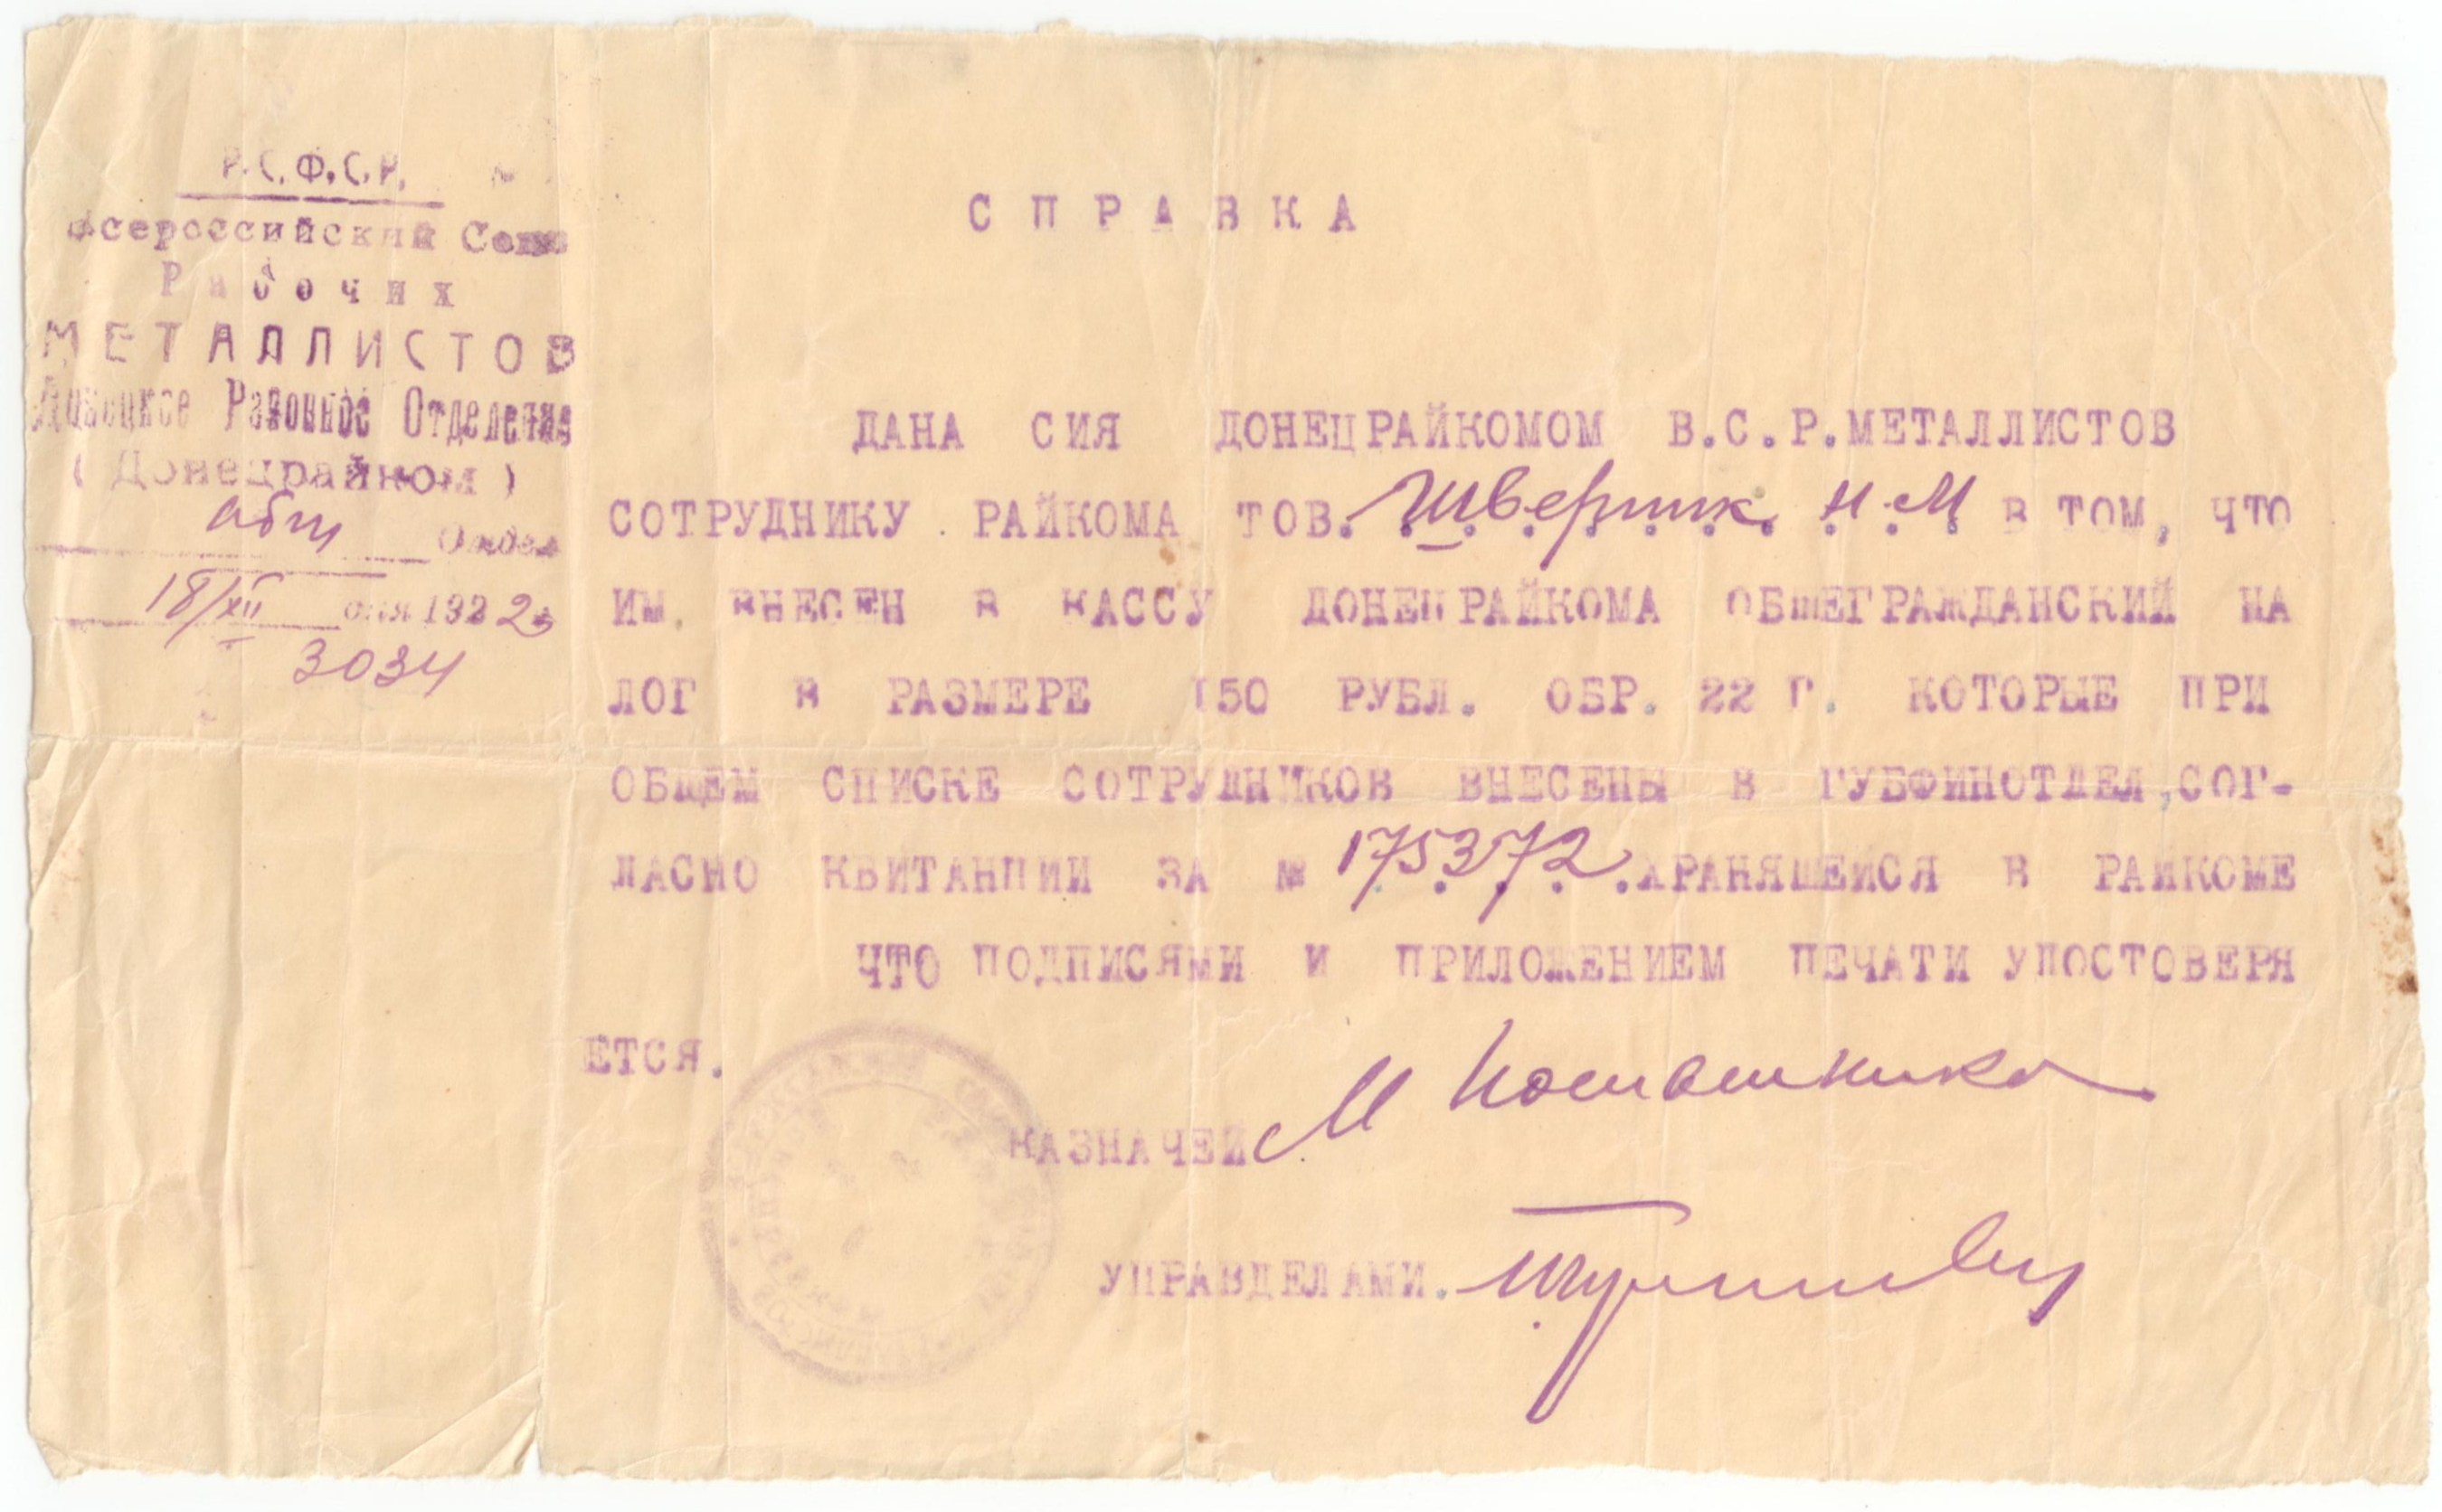 Р.С.Ф.С.Р.
Всероссийский Союз
Рабочих
МЕТАЛЛИСТОВ
Донецкое Районное Отделение
(Донецрайком)
общ Отдел
18/XII дня 1922
3034
СПРАВКА
ДАНА СИЯ ДОНЕЦРАЙКОМОМ В.С.Р.МЕТАЛЛИСТОВ
СОТРУДНИКУ РАЙКОМА ТОВ. Шверник Н.М В ТОМ, ЧТО
ИМ ВНЕСЕН В КАССУ ДОНЕЦРАЙКОМА ОБЩЕГРАЖДАНСКИЙ НА
ЛОГ В РАЗМЕРЕ 150 РУБЛ. ОБР. 22 Г. КОТОРЫЕ ПРИ
ОБЩЕМ СПИСКЕ СОТРУДНИКОВ ВНЕСЕНЫ В ГУБФИНОТДЕЛ,СОГ-
ЛАСНО КВИТАНЦИИ ЗА № 175372.ХРАНЯЩЕЙСЯ В РАЙКОМЕ
ЧТО ПОДПИСЯМИ И ПРИЛОЖЕНИЕМ ПЕЧАТИ УДОСТОВЕРЯ
ЕТСЯ.
КАЗНАЧЕЙ М
УПРАВДЕЛАМИ.